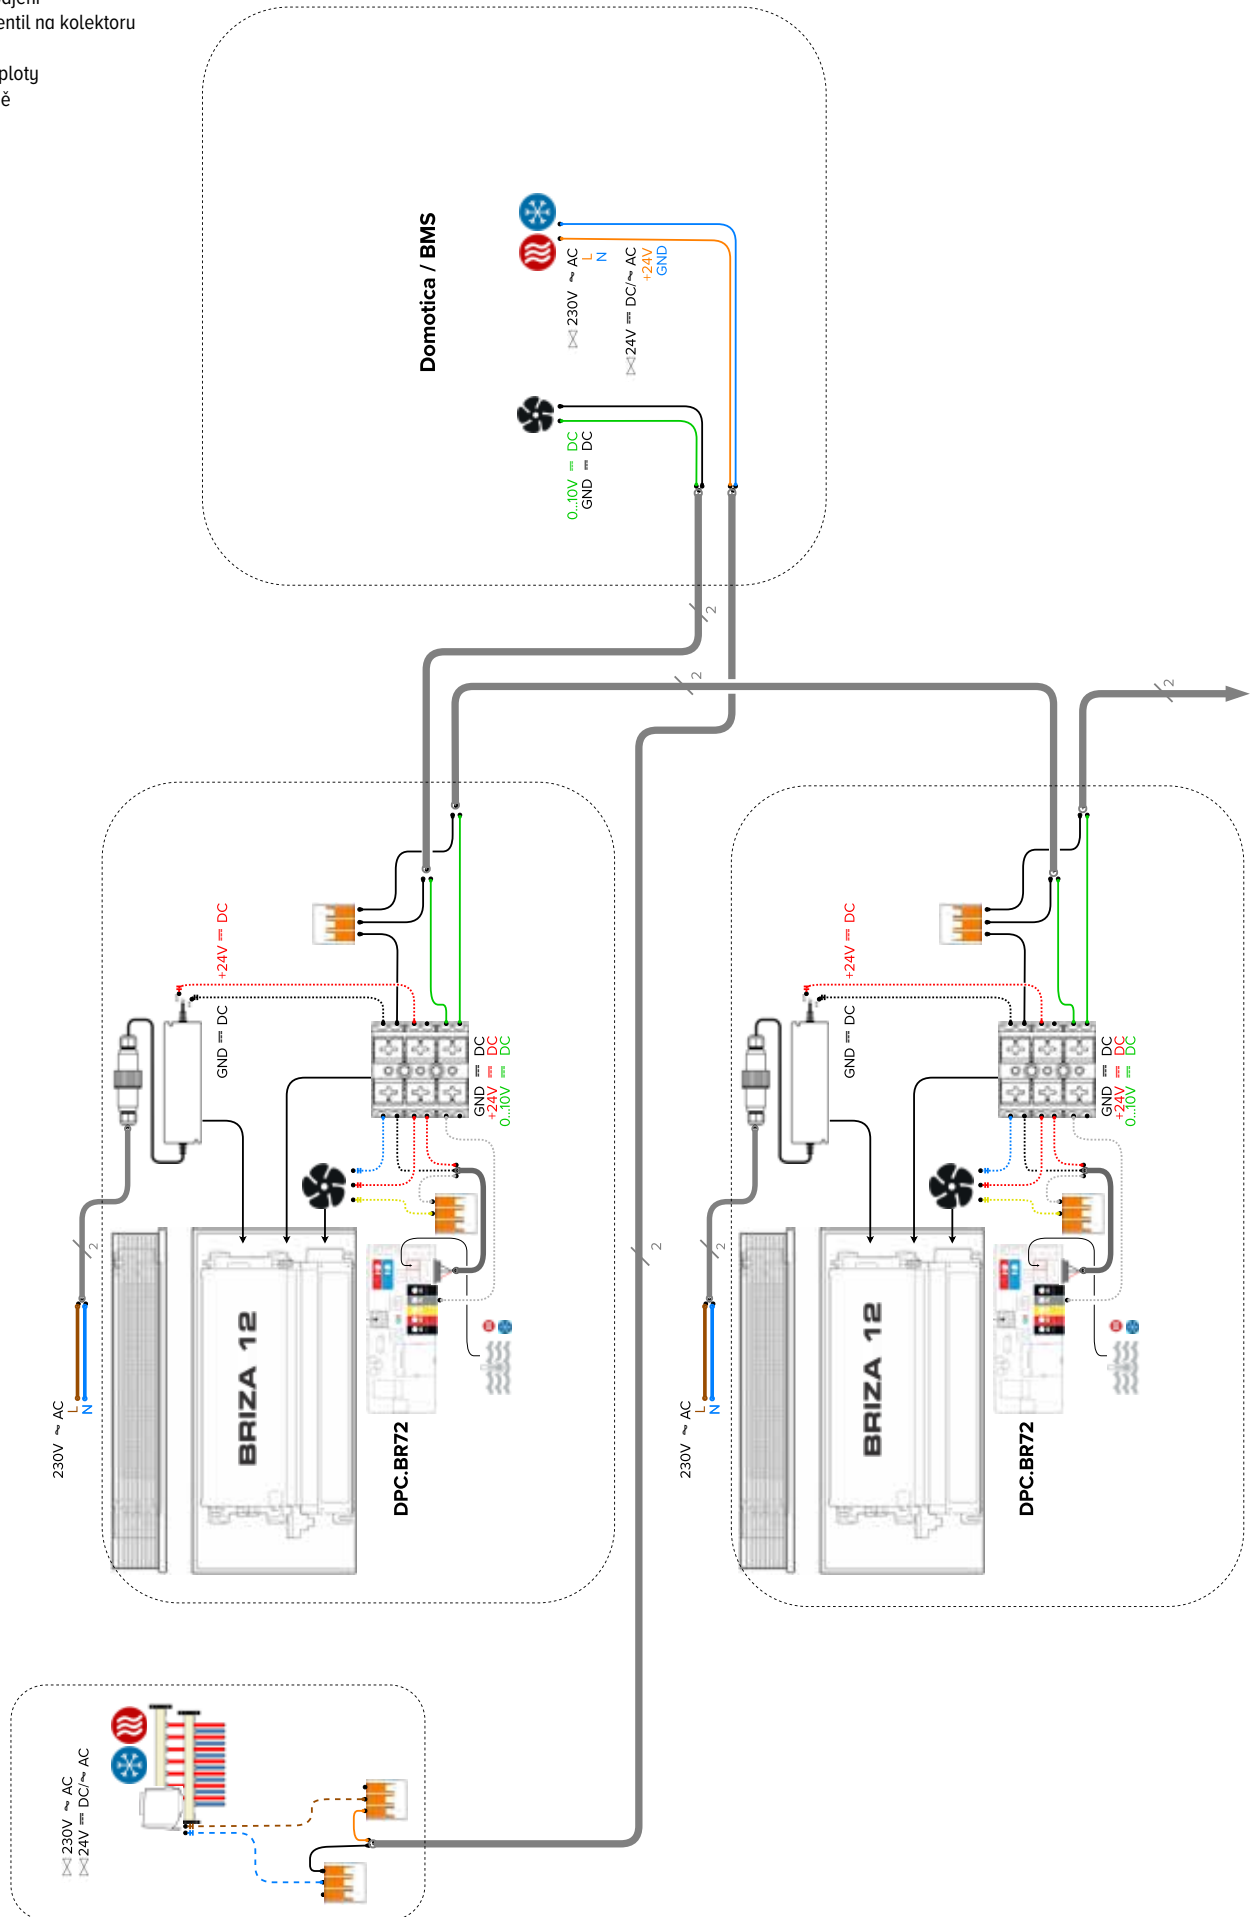 ájení
entil na kolektoru
ploty
ě
Domotica / BMS
230V ~ AC
L
N
24V ⎓ DC/~ AC
+24V
GND
0...10V ⎓ DC
GND ⎓ DC
2
2
2
2
+24V ⎓ DC
GND ⎓ DC
GND ⎓ DC
+24V ⎓ DC
0...10V ⎓ DC
2
230V ~ AC
L
N
BRIZA 12
DPC.BR72
+24V ⎓ DC
GND ⎓ DC
GND ⎓ DC
+24V ⎓ DC
0...10V ⎓ DC
2
230V ~ AC
L
N
BRIZA 12
DPC.BR72
230V ~ AC
24V ⎓ DC/~ AC